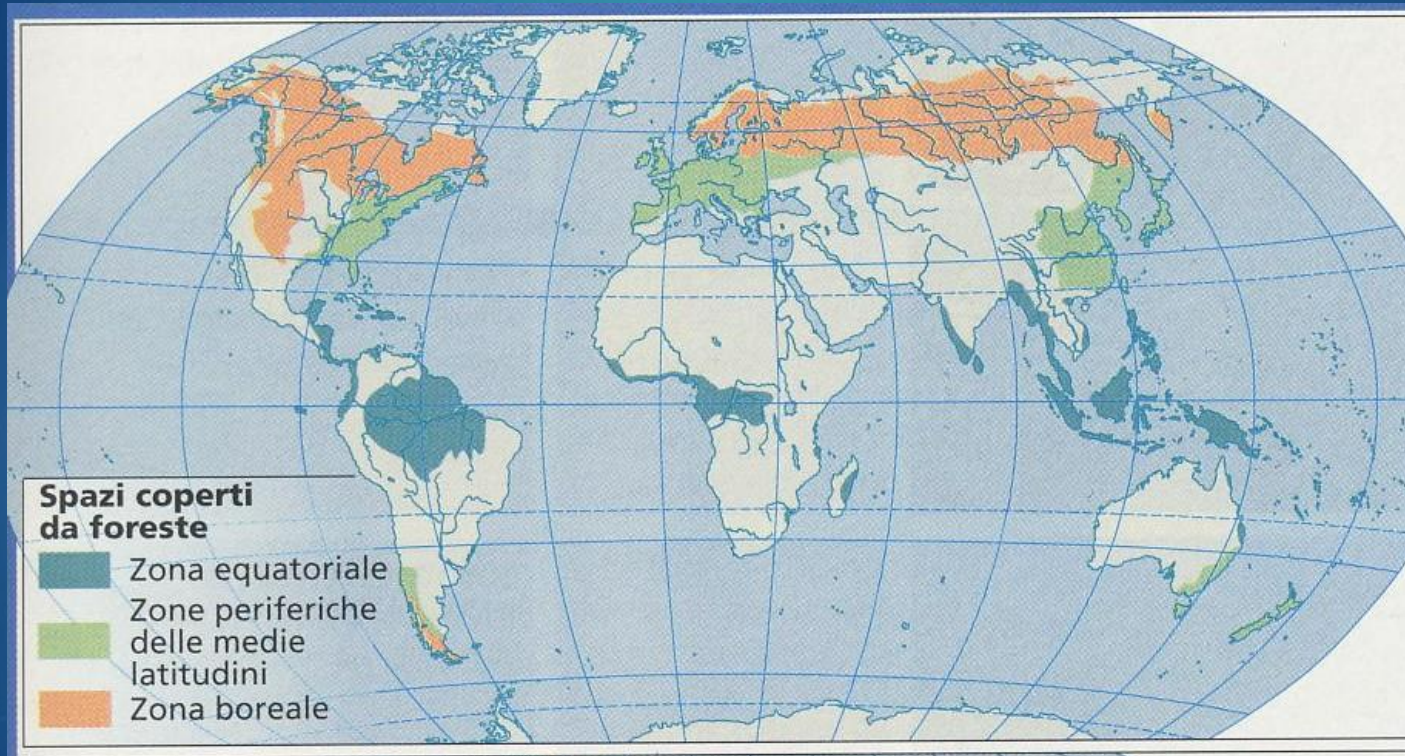 Spazi coperti
da foreste
Zona equatoriale
Zone periferiche
delle medie
latitudini
Zona boreale